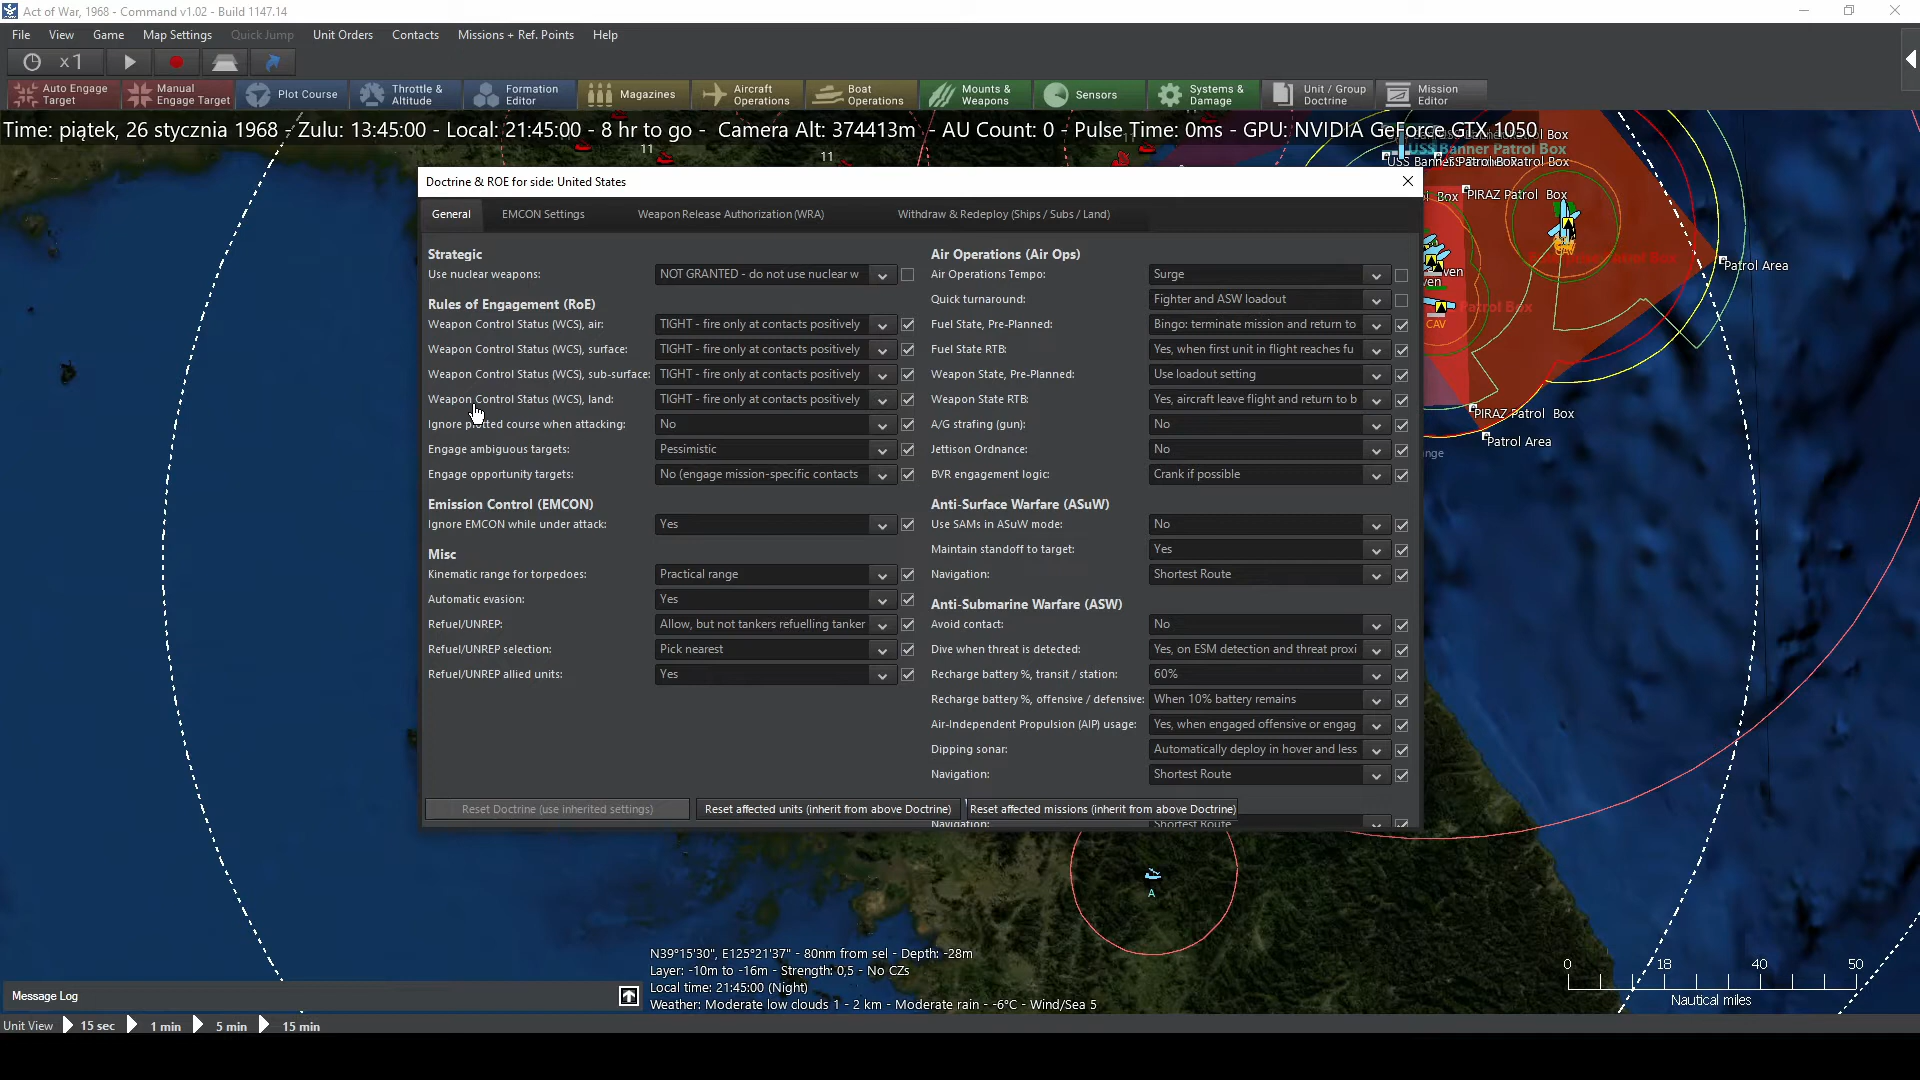 Act of War, 1968 - Command v1.02 - Build 1147.14
File View Game Map Settings Quick Jump Unit Orders Contacts Missions + Ref. Points Help
x1
Auto Engage Target
Manual Engage Target
Plot Course
Throttle & Altitude
Formation Editor
Magazines
Aircraft Operations
Boat Operations
Mounts & Weapons
Sensors
Systems & Damage
Unit / Group Doctrine
Mission Editor
Time: piątek, 26 stycznia 1968 - Zulu: 13:45:00 - Local: 21:45:00 - 8 hr to go - Camera Alt: 374413m - AU Count: 0 - Pulse Time: 0ms - GPU: NVIDIA GeForce GTX 1050
11
11
11
USS Banner Patrol Box
PIRAZ Patrol Box
Patrol Area
CAV
Patrol Box
CAV
PIRAZ Patrol Box
Patrol Area
Doctrine & ROE for side: United States
General EMCON Settings Weapon Release Authorization (WRA) Withdraw & Redeploy (Ships / Subs / Land)
Strategic
Use nuclear weapons: NOT GRANTED - do not use nuclear w
Rules of Engagement (RoE)
Weapon Control Status (WCS), air: TIGHT - fire only at contacts positively
Weapon Control Status (WCS), surface: TIGHT - fire only at contacts positively
Weapon Control Status (WCS), sub-surface: TIGHT - fire only at contacts positively
Weapon Control Status (WCS), land: TIGHT - fire only at contacts positively
Ignore plotted course when attacking: No
Engage ambiguous targets: Pessimistic
Engage opportunity targets: No (engage mission-specific contacts
Emission Control (EMCON)
Ignore EMCON while under attack: Yes
Misc
Kinematic range for torpedoes: Practical range
Automatic evasion: Yes
Refuel/UNREP: Allow, but not tankers refuelling tanker
Refuel/UNREP selection: Pick nearest
Refuel/UNREP allied units: Yes
Air Operations (Air Ops)
Air Operations Tempo: Surge
Quick turnaround: Fighter and ASW loadout
Fuel State, Pre-Planned: Bingo: terminate mission and return to
Fuel State RTB: Yes, when first unit in flight reaches fu
Weapon State, Pre-Planned: Use loadout setting
Weapon State RTB: Yes, aircraft leave flight and return to b
A/G strafing (gun): No
Jettison Ordnance: No
BVR engagement logic: Crank if possible
Anti-Surface Warfare (ASuW)
Use SAMs in ASuW mode: No
Maintain standoff to target: Yes
Navigation: Shortest Route
Anti-Submarine Warfare (ASW)
Avoid contact: No
Dive when threat is detected: Yes, on ESM detection and threat proxi
Recharge battery %, transit / station: 60%
Recharge battery %, offensive / defensive: When 10% battery remains
Air-Independent Propulsion (AIP) usage: Yes, when engaged offensive or engag
Dipping sonar: Automatically deploy in hover and less
Navigation: Shortest Route
Reset Doctrine (use inherited settings) Reset affected units (inherit from above Doctrine) Reset affected missions (inherit from above Doctrine)
Navigation: Shortest Route
A
N39°15'30", E125°21'37" - 80nm from sel - Depth: -28m
Layer: -10m to -16m - Strength: 0,5 - No CZs
Local time: 21:45:00 (Night)
Weather: Moderate low clouds 1 - 2 km - Moderate rain - -6°C - Wind/Sea 5
0 18 40 50
Nautical miles
Message Log
Unit View 15 sec 1 min 5 min 15 min